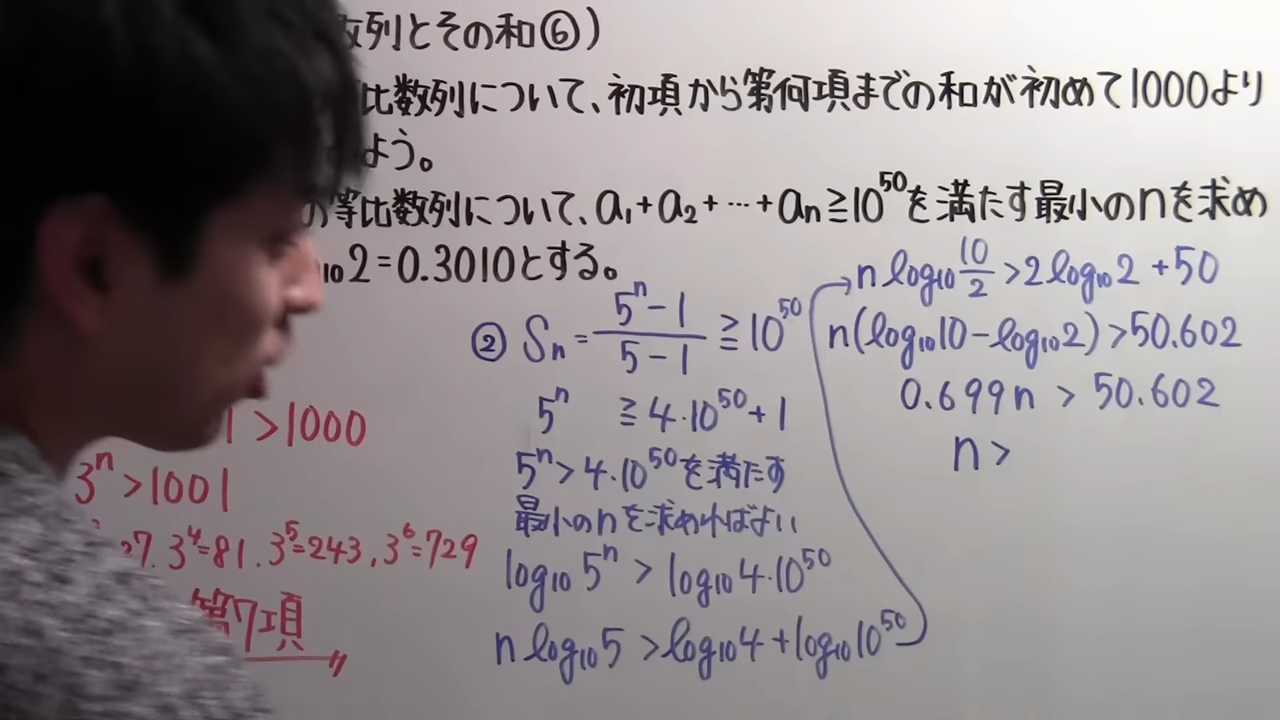 数列とその和⑥)
比数列について、初項から第何項までの和が初めて1000より
よう。
の等比数列について、a₁+a₂+…+aₙ≧10⁵⁰を満たす最小のnを求め
₁₀2=0.3010とする。
1>1000
3ⁿ>1001
27.3⁴=81.3⁵=243,3⁶=729
第7項
② Sₙ=(5ⁿ-1)/(5-1)≧10⁵⁰
5ⁿ ≧4·10⁵⁰+1
5ⁿ>4·10⁵⁰を満たす
最小のnを求めればよい
log₁₀5ⁿ>log₁₀4·10⁵⁰
nlog₁₀5>log₁₀4+log₁₀10⁵⁰
nlog₁₀10/2>2log₁₀2+50
n(log₁₀10-log₁₀2)>50.602
0.699n>50.602
n>